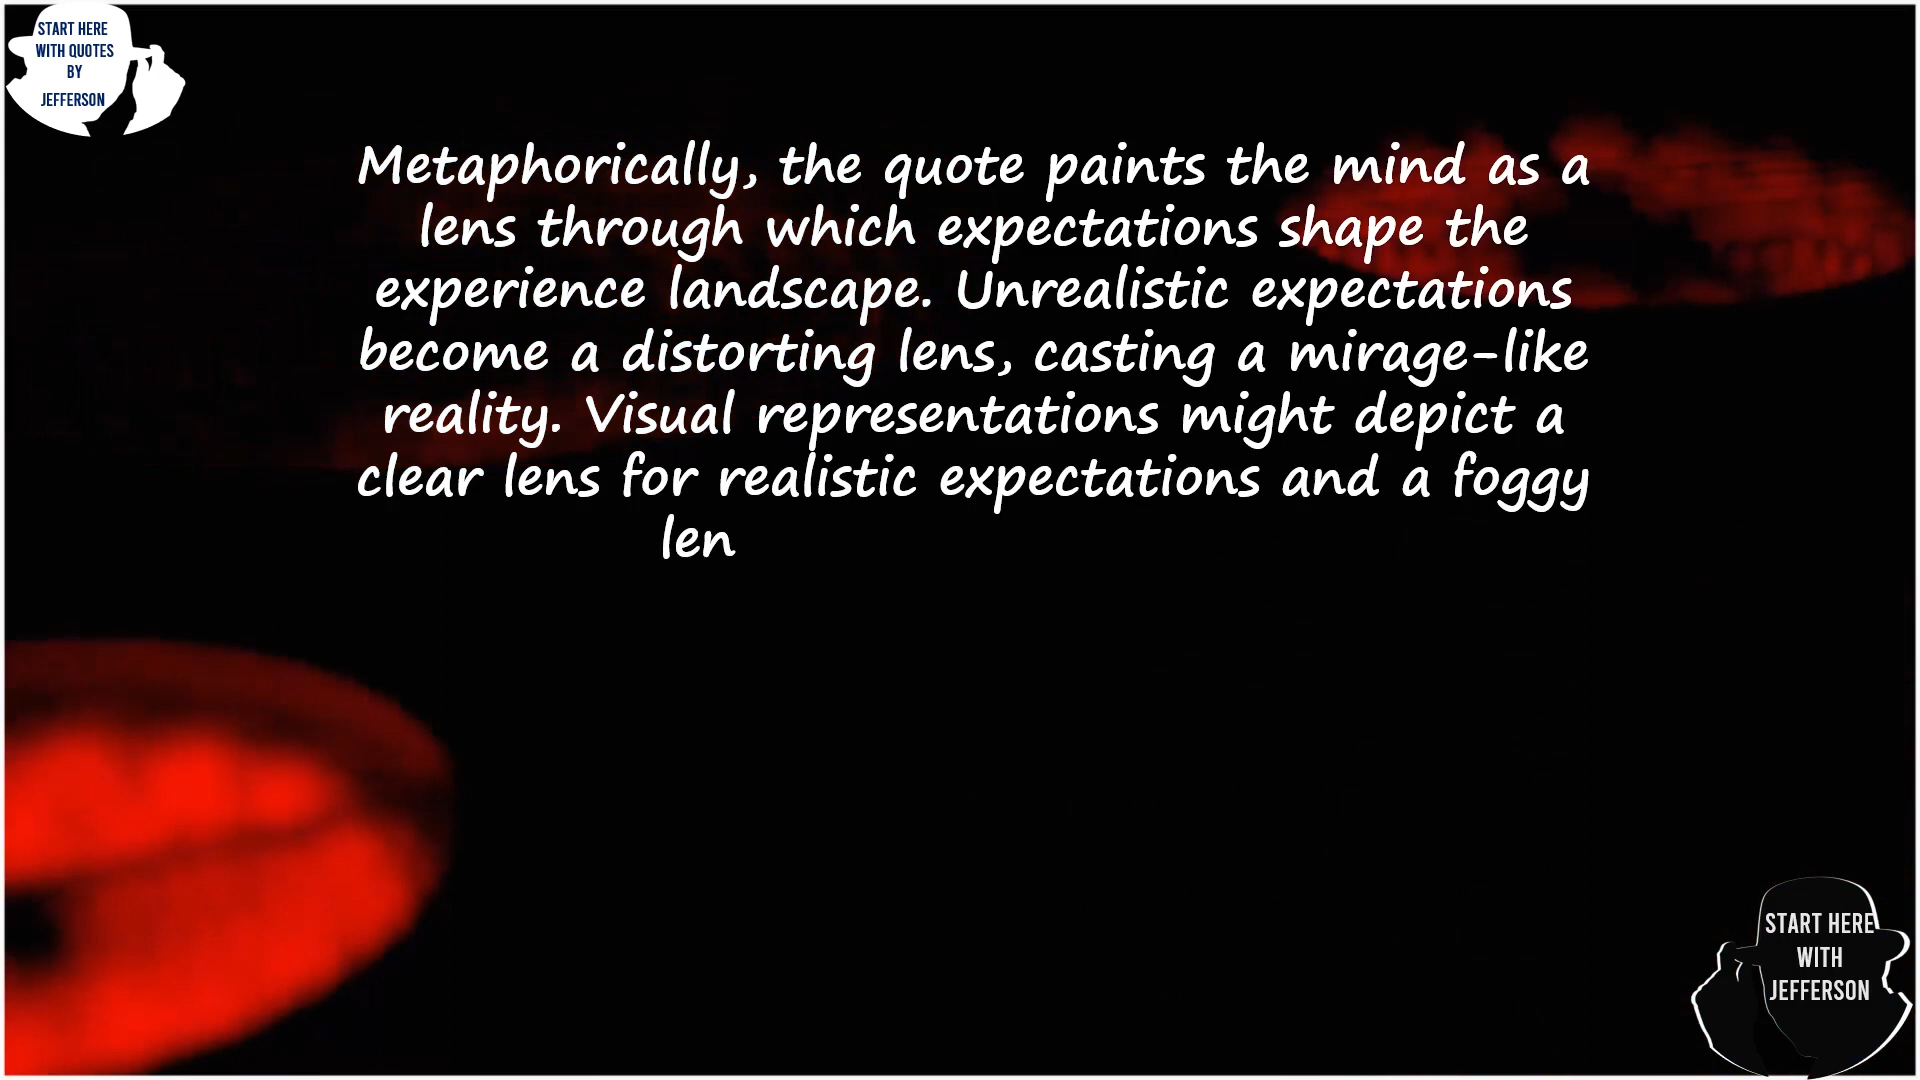 START HERE
WITH QUOTES
BY
JEFFERSON
Metaphorically, the quote paints the mind as a
lens through which expectations shape the
experience landscape. Unrealistic expectations
become a distorting lens, casting a mirage-like
reality. Visual representations might depict a
clear lens for realistic expectations and a foggy
len
START HERE
WITH
JEFFERSON